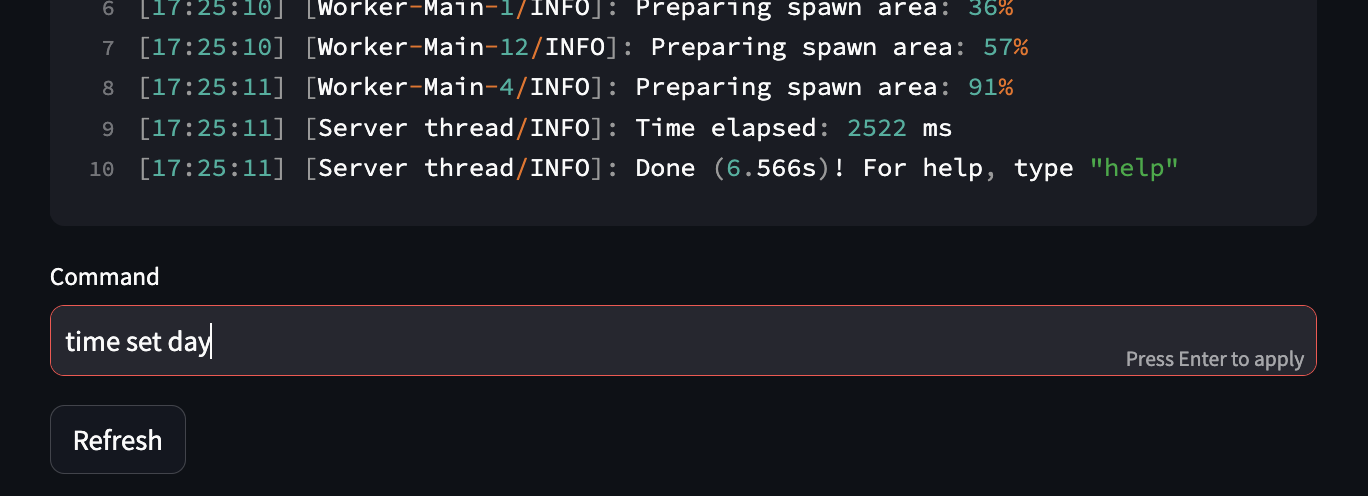 6 [17:25:10] [Worker-Main-1/INFO]: Preparing spawn area: 36%
7 [17:25:10] [Worker-Main-12/INFO]: Preparing spawn area: 57%
8 [17:25:11] [Worker-Main-4/INFO]: Preparing spawn area: 91%
9 [17:25:11] [Server thread/INFO]: Time elapsed: 2522 ms
10 [17:25:11] [Server thread/INFO]: Done (6.566s)! For help, type "help"
Command
time set day
Press Enter to apply
Refresh